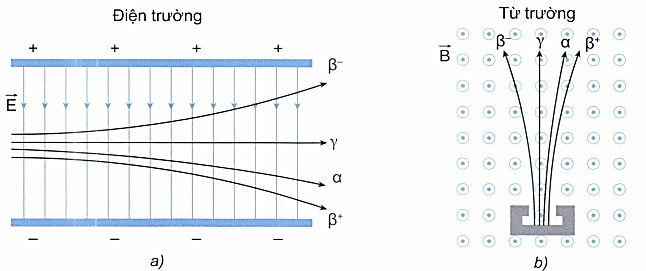 Điện trường
+ + + +
β⁻
E
γ
α
β⁺
− − − −
a)
Từ trường
β⁻ γ α β⁺
B
b)